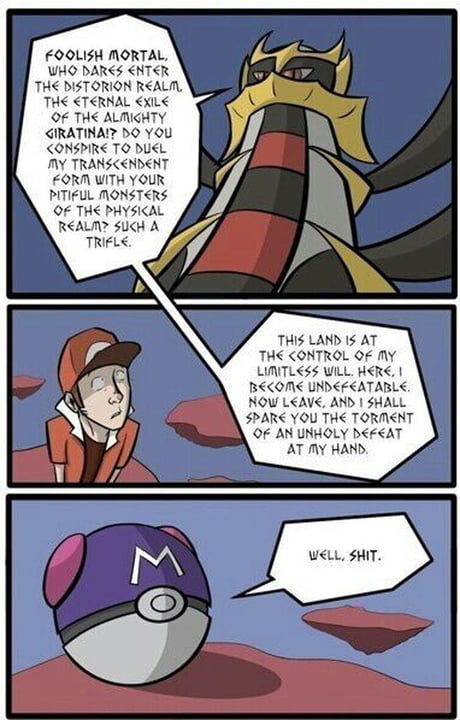 FOOLISH MORTAL,
WHO DARES ENTER
THE DISTORION REALM,
THE ETERNAL EXILE
OF THE ALMIGHTY
GIRATINA!? DO YOU
CONSPIRE TO DUEL
MY TRANSCENDENT
FORM WITH YOUR
PITIFUL MONSTERS
OF THE PHYSICAL
REALM? SUCH A
TRIFLE.
THIS LAND IS AT
THE CONTROL OF MY
LIMITLESS WILL. HERE, I
BECOME UNDEFEATABLE.
NOW LEAVE, AND I SHALL
SPARE YOU THE TORMENT
OF AN UNHOLY DEFEAT
AT MY HAND.
M
WELL, SHIT.